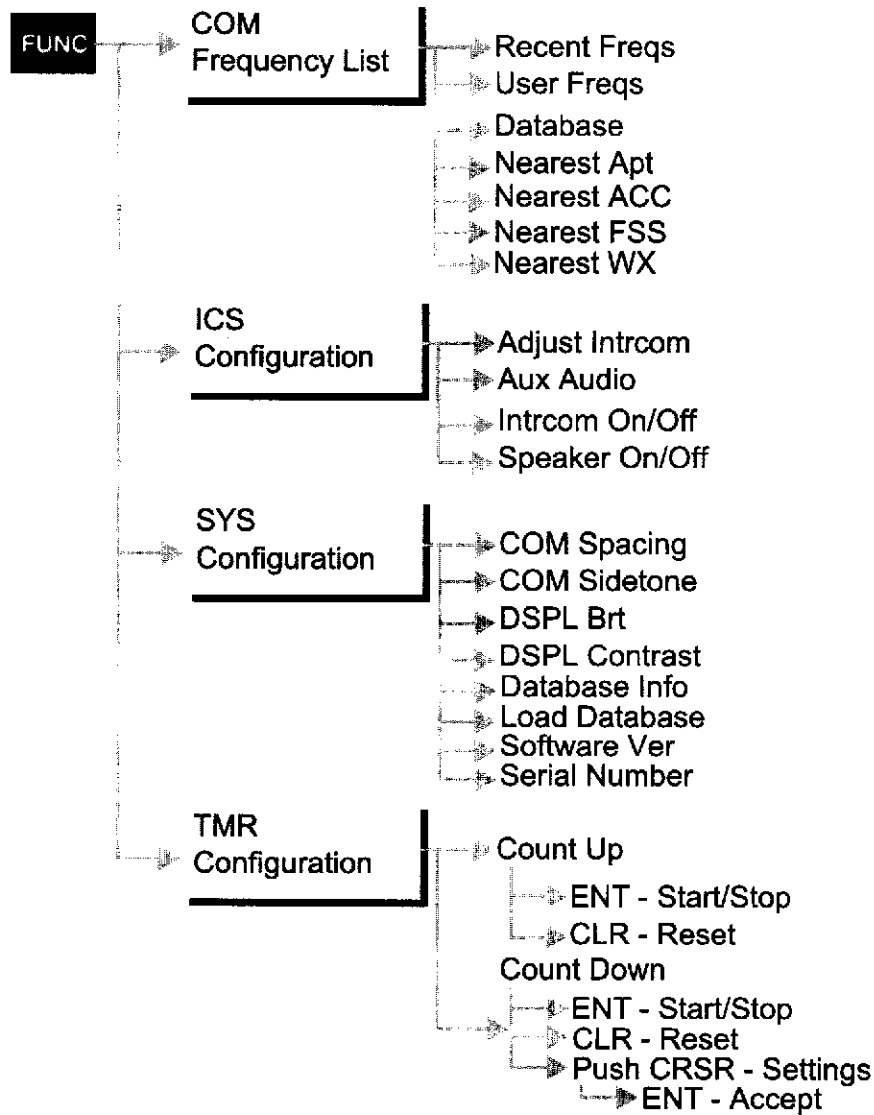 FUNC
COM
Frequency List
Recent Freqs
User Freqs
Database
Nearest Apt
Nearest ACC
Nearest FSS
Nearest WX
ICS
Configuration
Adjust Intrcom
Aux Audio
Intrcom On/Off
Speaker On/Off
SYS
Configuration
COM Spacing
COM Sidetone
DSPL Brt
DSPL Contrast
Database Info
Load Database
Software Ver
Serial Number
TMR
Configuration
Count Up
ENT - Start/Stop
CLR - Reset
Count Down
ENT - Start/Stop
CLR - Reset
Push CRSR - Settings
ENT - Accept